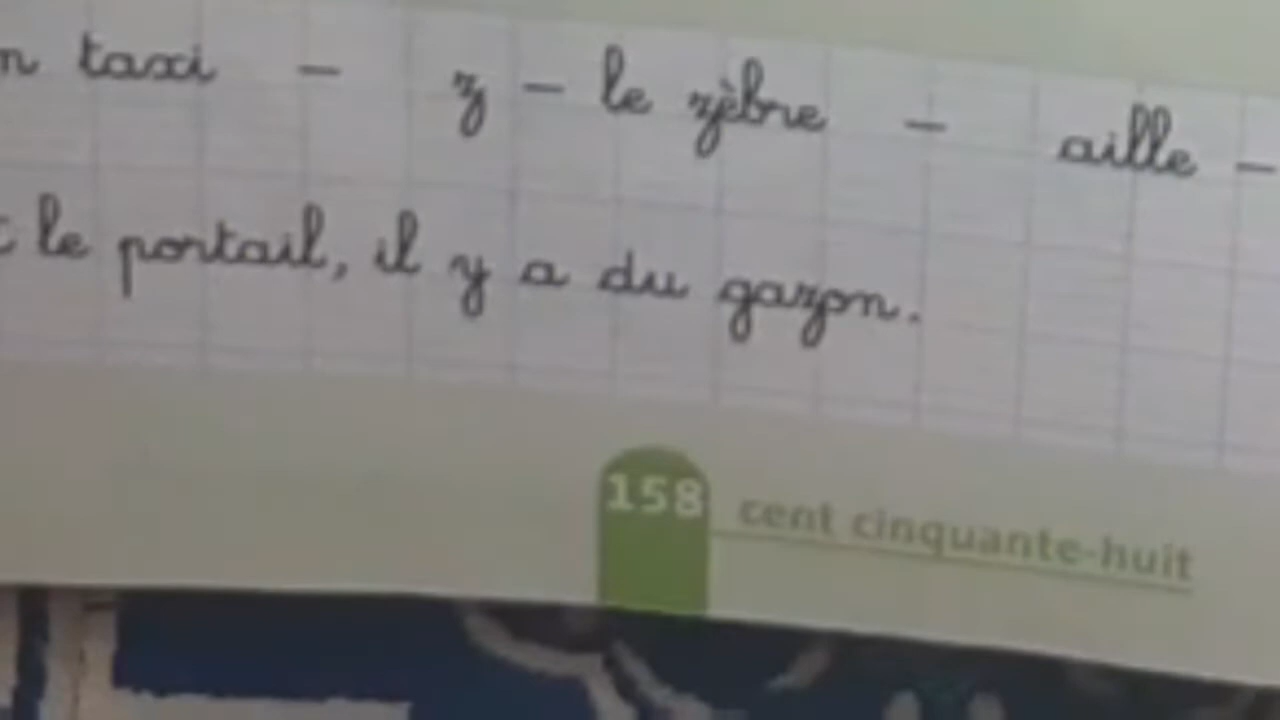 taxi – z – le zèbre – aille –
le portail, il y a du gazon.
158 cent cinquante-huit